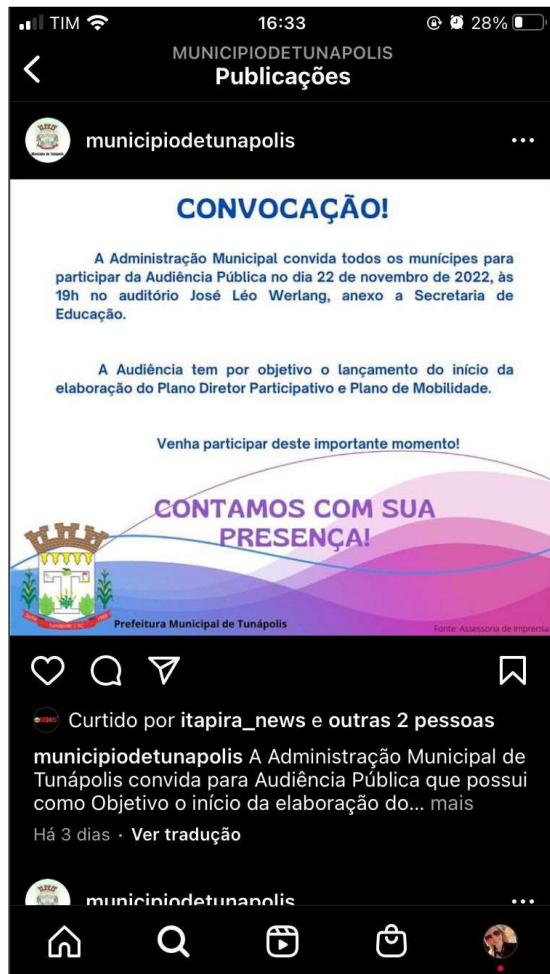 TIM 16:33 28%
MUNICIPIODETUNAPOLIS
Publicações
municipiodetunapolis
CONVOCAÇÃO!
A Administração Municipal convida todos os munícipes para
participar da Audiência Pública no dia 22 de novembro de 2022, às
19h no auditório José Léo Werlang, anexo a Secretaria de
Educação.
A Audiência tem por objetivo o lançamento do início da
elaboração do Plano Diretor Participativo e Plano de Mobilidade.
Venha participar deste importante momento!
CONTAMOS COM SUA
PRESENÇA!
Prefeitura Municipal de Tunápolis
Fonte: Assessoria de Imprensa
Curtido por itapira_news e outras 2 pessoas
municipiodetunapolis A Administração Municipal de
Tunápolis convida para Audiência Pública que possui
como Objetivo o início da elaboração do... mais
Há 3 dias · Ver tradução
municipiodetunapolis